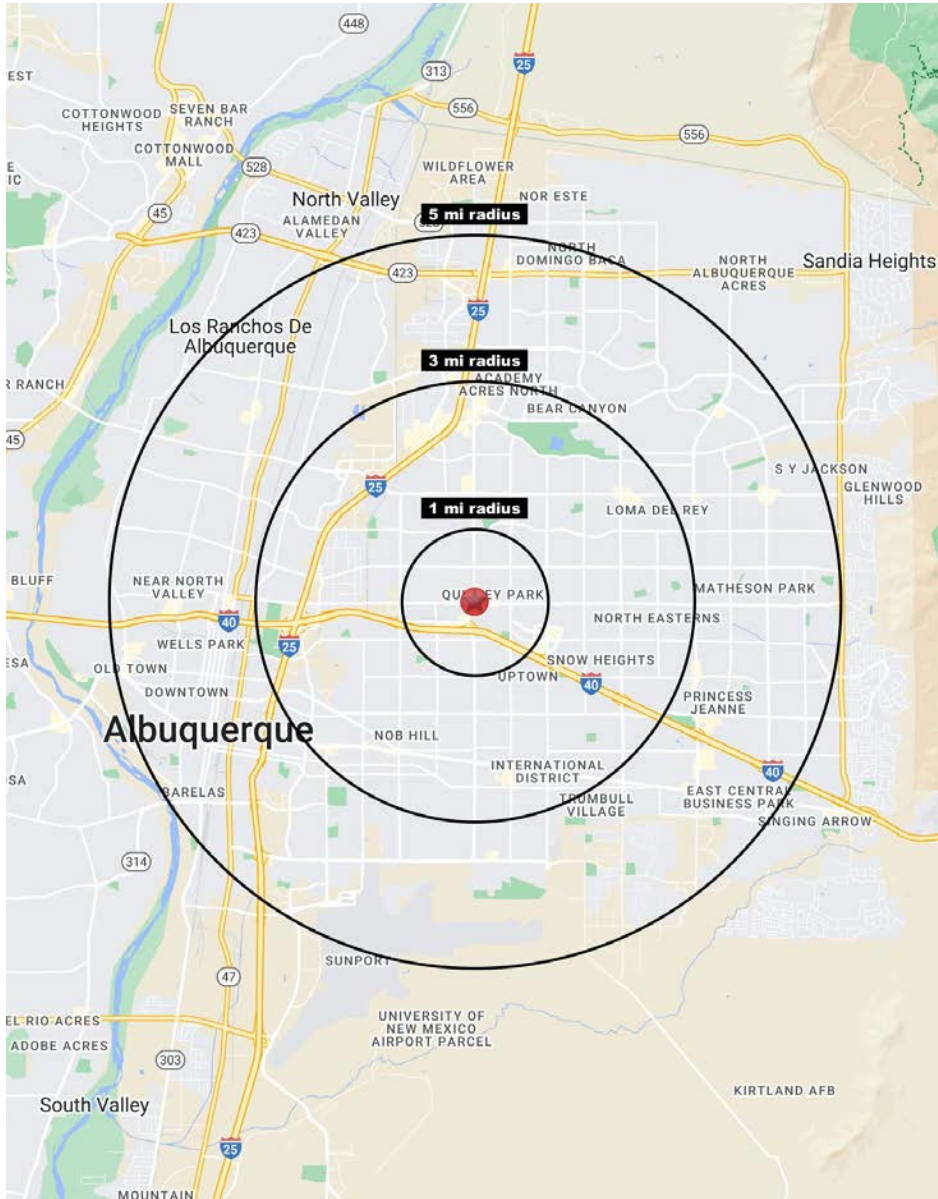 448
25
313
EST
556
COTTONWOOD
HEIGHTS
SEVEN BAR
RANCH
556
COTTONWOOD
MALL
WILDFLOWER
AREA
528
NOR ESTE
North Valley
45
5 mi radius
ALAMEDAN
VALLEY
423
NORTH
DOMINGO BACA
NORTH
ALBUQUERQUE
ACRES
Sandia Heights
423
25
Los Ranchos De
Albuquerque
3 mi radius
R RANCH
ACADEMY
ACRES NORTH
BEAR CANYON
45
S Y JACKSON
25
GLENWOOD
HILLS
1 mi radius
LOMA DEL REY
BLUFF
NEAR NORTH
VALLEY
MATHESON PARK
PARK
40
NORTH EASTERNS
WELLS PARK
25
ESA
OLD TOWN
SNOW HEIGHTS
UPTOWN
40
DOWNTOWN
PRINCESS
JEANNE
Albuquerque
NOB HILL
INTERNATIONAL
DISTRICT
40
OSA
BARELAS
TRUMBULL
VILLAGE
EAST CENTRAL
BUSINESS PARK
SINGING ARROW
314
SUNPORT
47
EL RIO ACRES
UNIVERSITY OF
NEW MEXICO
AIRPORT PARCEL
ADOBE ACRES
303
KIRTLAND AFB
South Valley
25
MOUNTAIN